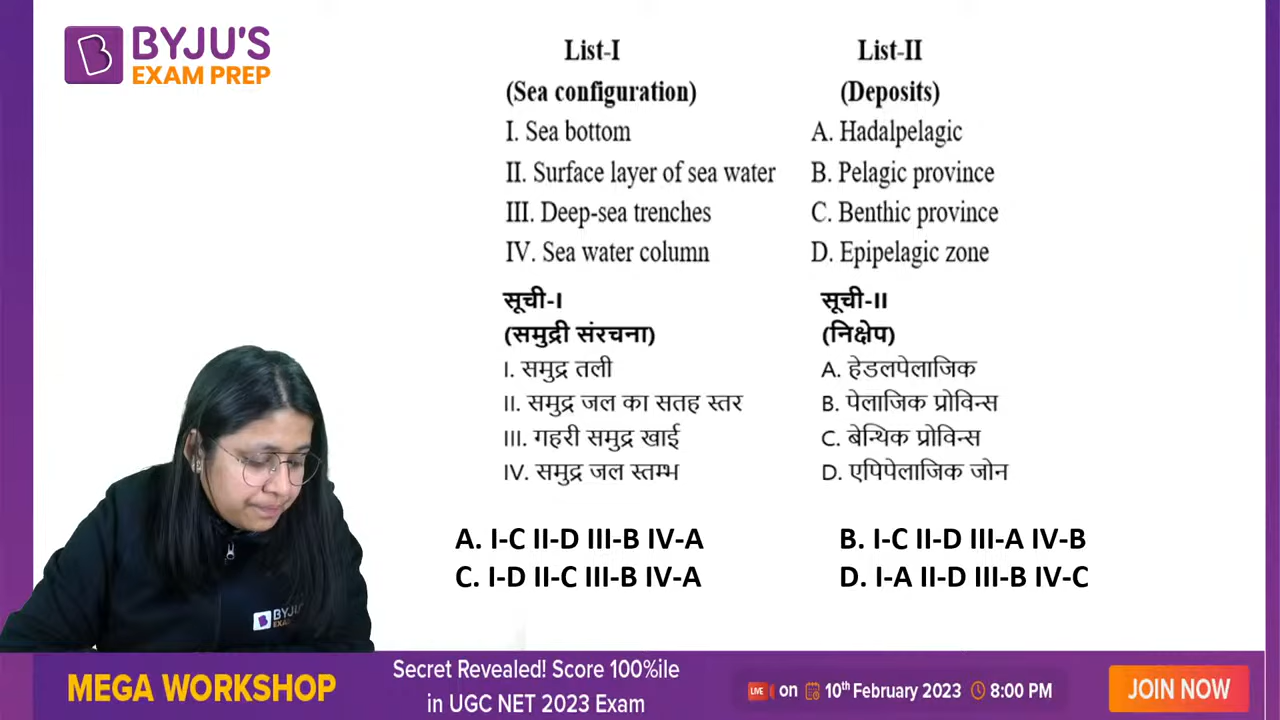 BYJU'S
EXAM PREP
List-I List-II
(Sea configuration) (Deposits)
I. Sea bottom A. Hadalpelagic
II. Surface layer of sea water B. Pelagic province
III. Deep-sea trenches C. Benthic province
IV. Sea water column D. Epipelagic zone
सूची-I सूची-II
(समुद्री संरचना) (निक्षेप)
I. समुद्र तली A. हेडलपेलाजिक
II. समुद्र जल का सतह स्तर B. पेलाजिक प्रोविन्स
III. गहरी समुद्र खाई C. बेन्थिक प्रोविन्स
IV. समुद्र जल स्तम्भ D. एपिपेलाजिक जोन
A. I-C II-D III-B IV-A B. I-C II-D III-A IV-B
C. I-D II-C III-B IV-A D. I-A II-D III-B IV-C
BYJU'S
EXAM
MEGA WORKSHOP
Secret Revealed! Score 100%ile
in UGC NET 2023 Exam
LIVE on 10th February 2023 8:00 PM
JOIN NOW